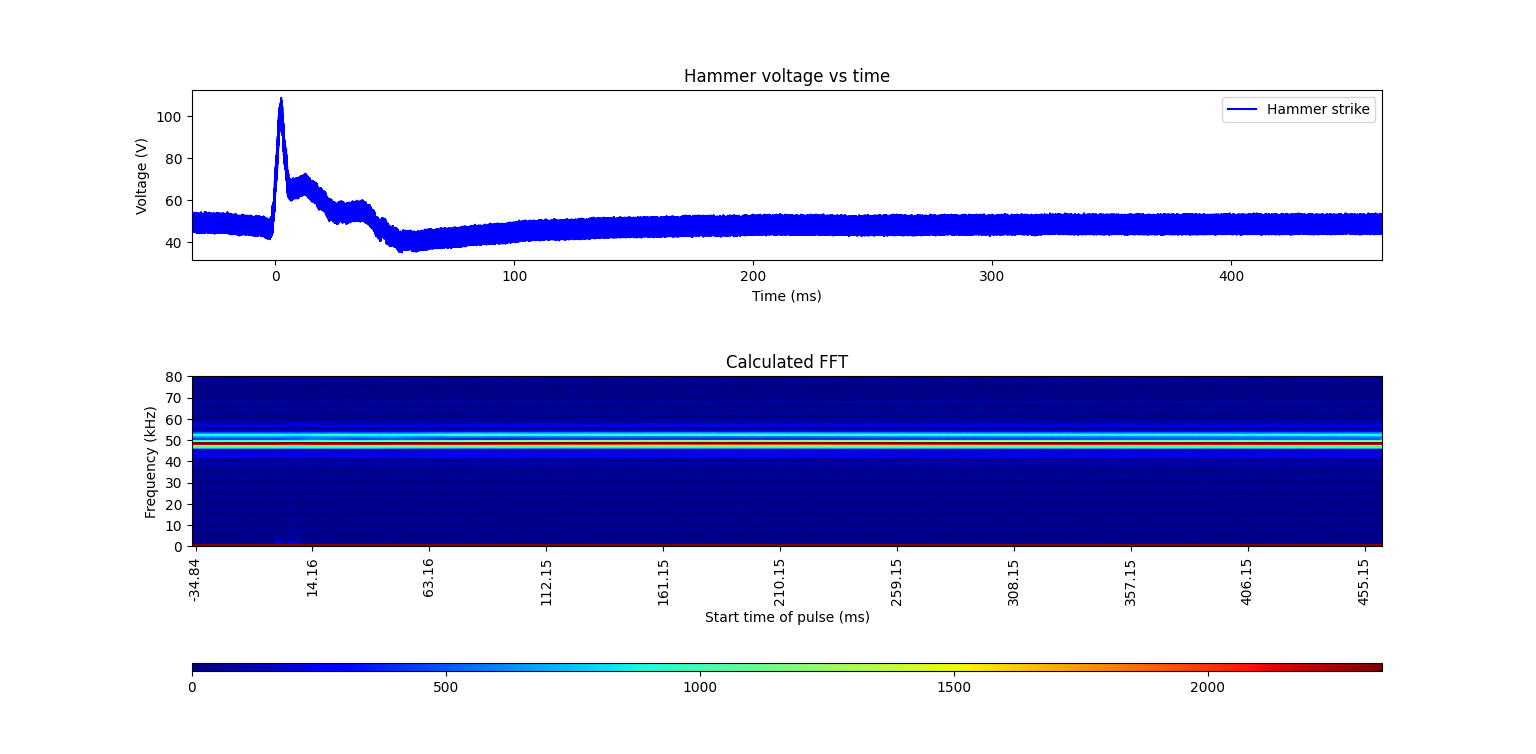 Hammer voltage vs time
Hammer strike
100
80
60
40
Voltage (V)
0 100 200 300 400
Time (ms)
Calculated FFT
80
70
60
50
40
30
20
10
0
Frequency (kHz)
-34.84 14.16 63.16 112.15 161.15 210.15 259.15 308.15 357.15 406.15 455.15
Start time of pulse (ms)
0 500 1000 1500 2000